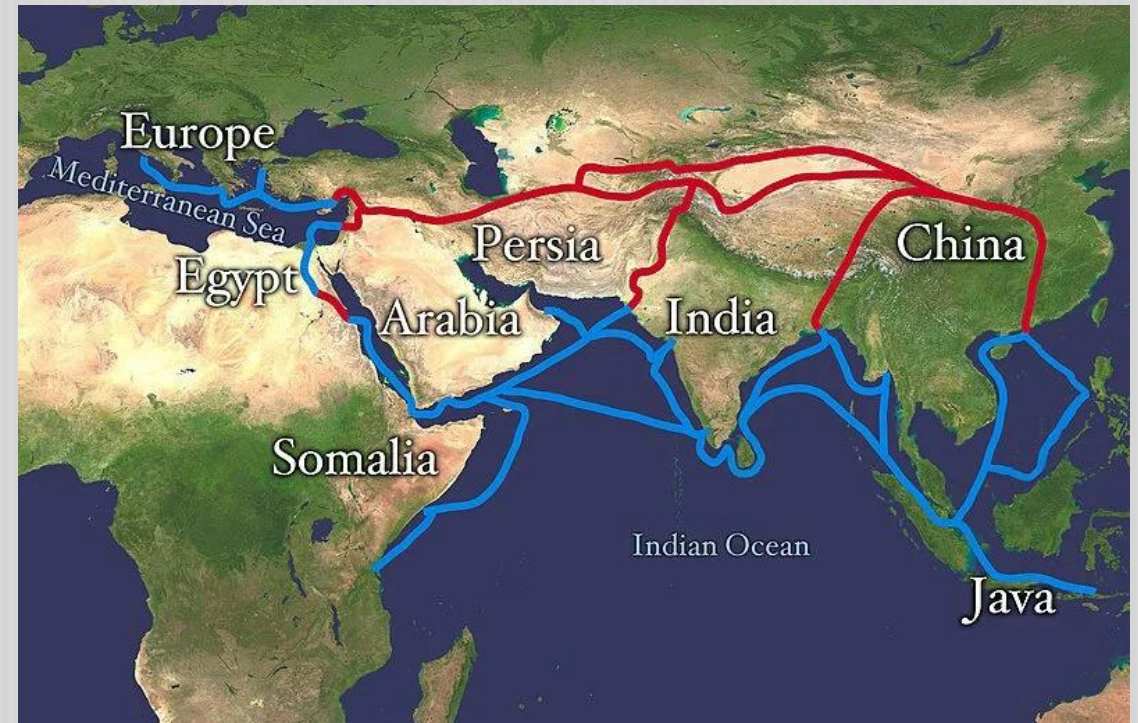 Europe
Mediterranean Sea
Egypt
Persia
China
Arabia
India
Somalia
Indian Ocean
Java